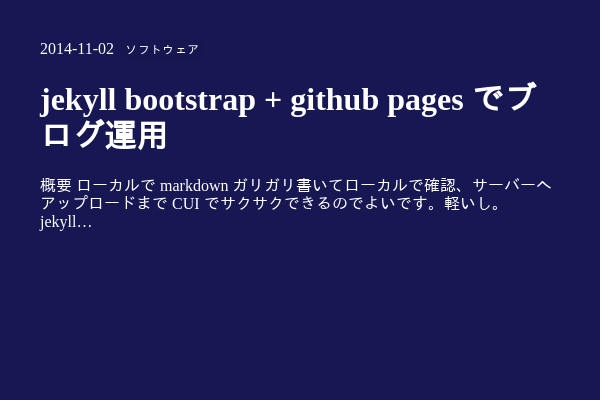 2014-11-02 ソフトウェア
jekyll bootstrap + github pages でブ
ログ運用
概要 ローカルで markdown ガリガリ書いてローカルで確認、サーバーへ
アップロードまで CUI でサクサクできるのでよいです。軽いし。
jekyll…